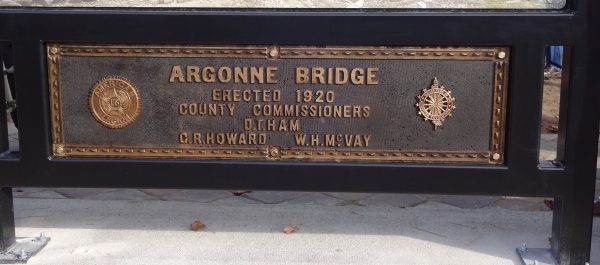 ARGONNE BRIDGE
ERECTED 1920
COUNTY COMMISSIONERS
D.T.HAM
C.R.HOWARD W.H.McVAY